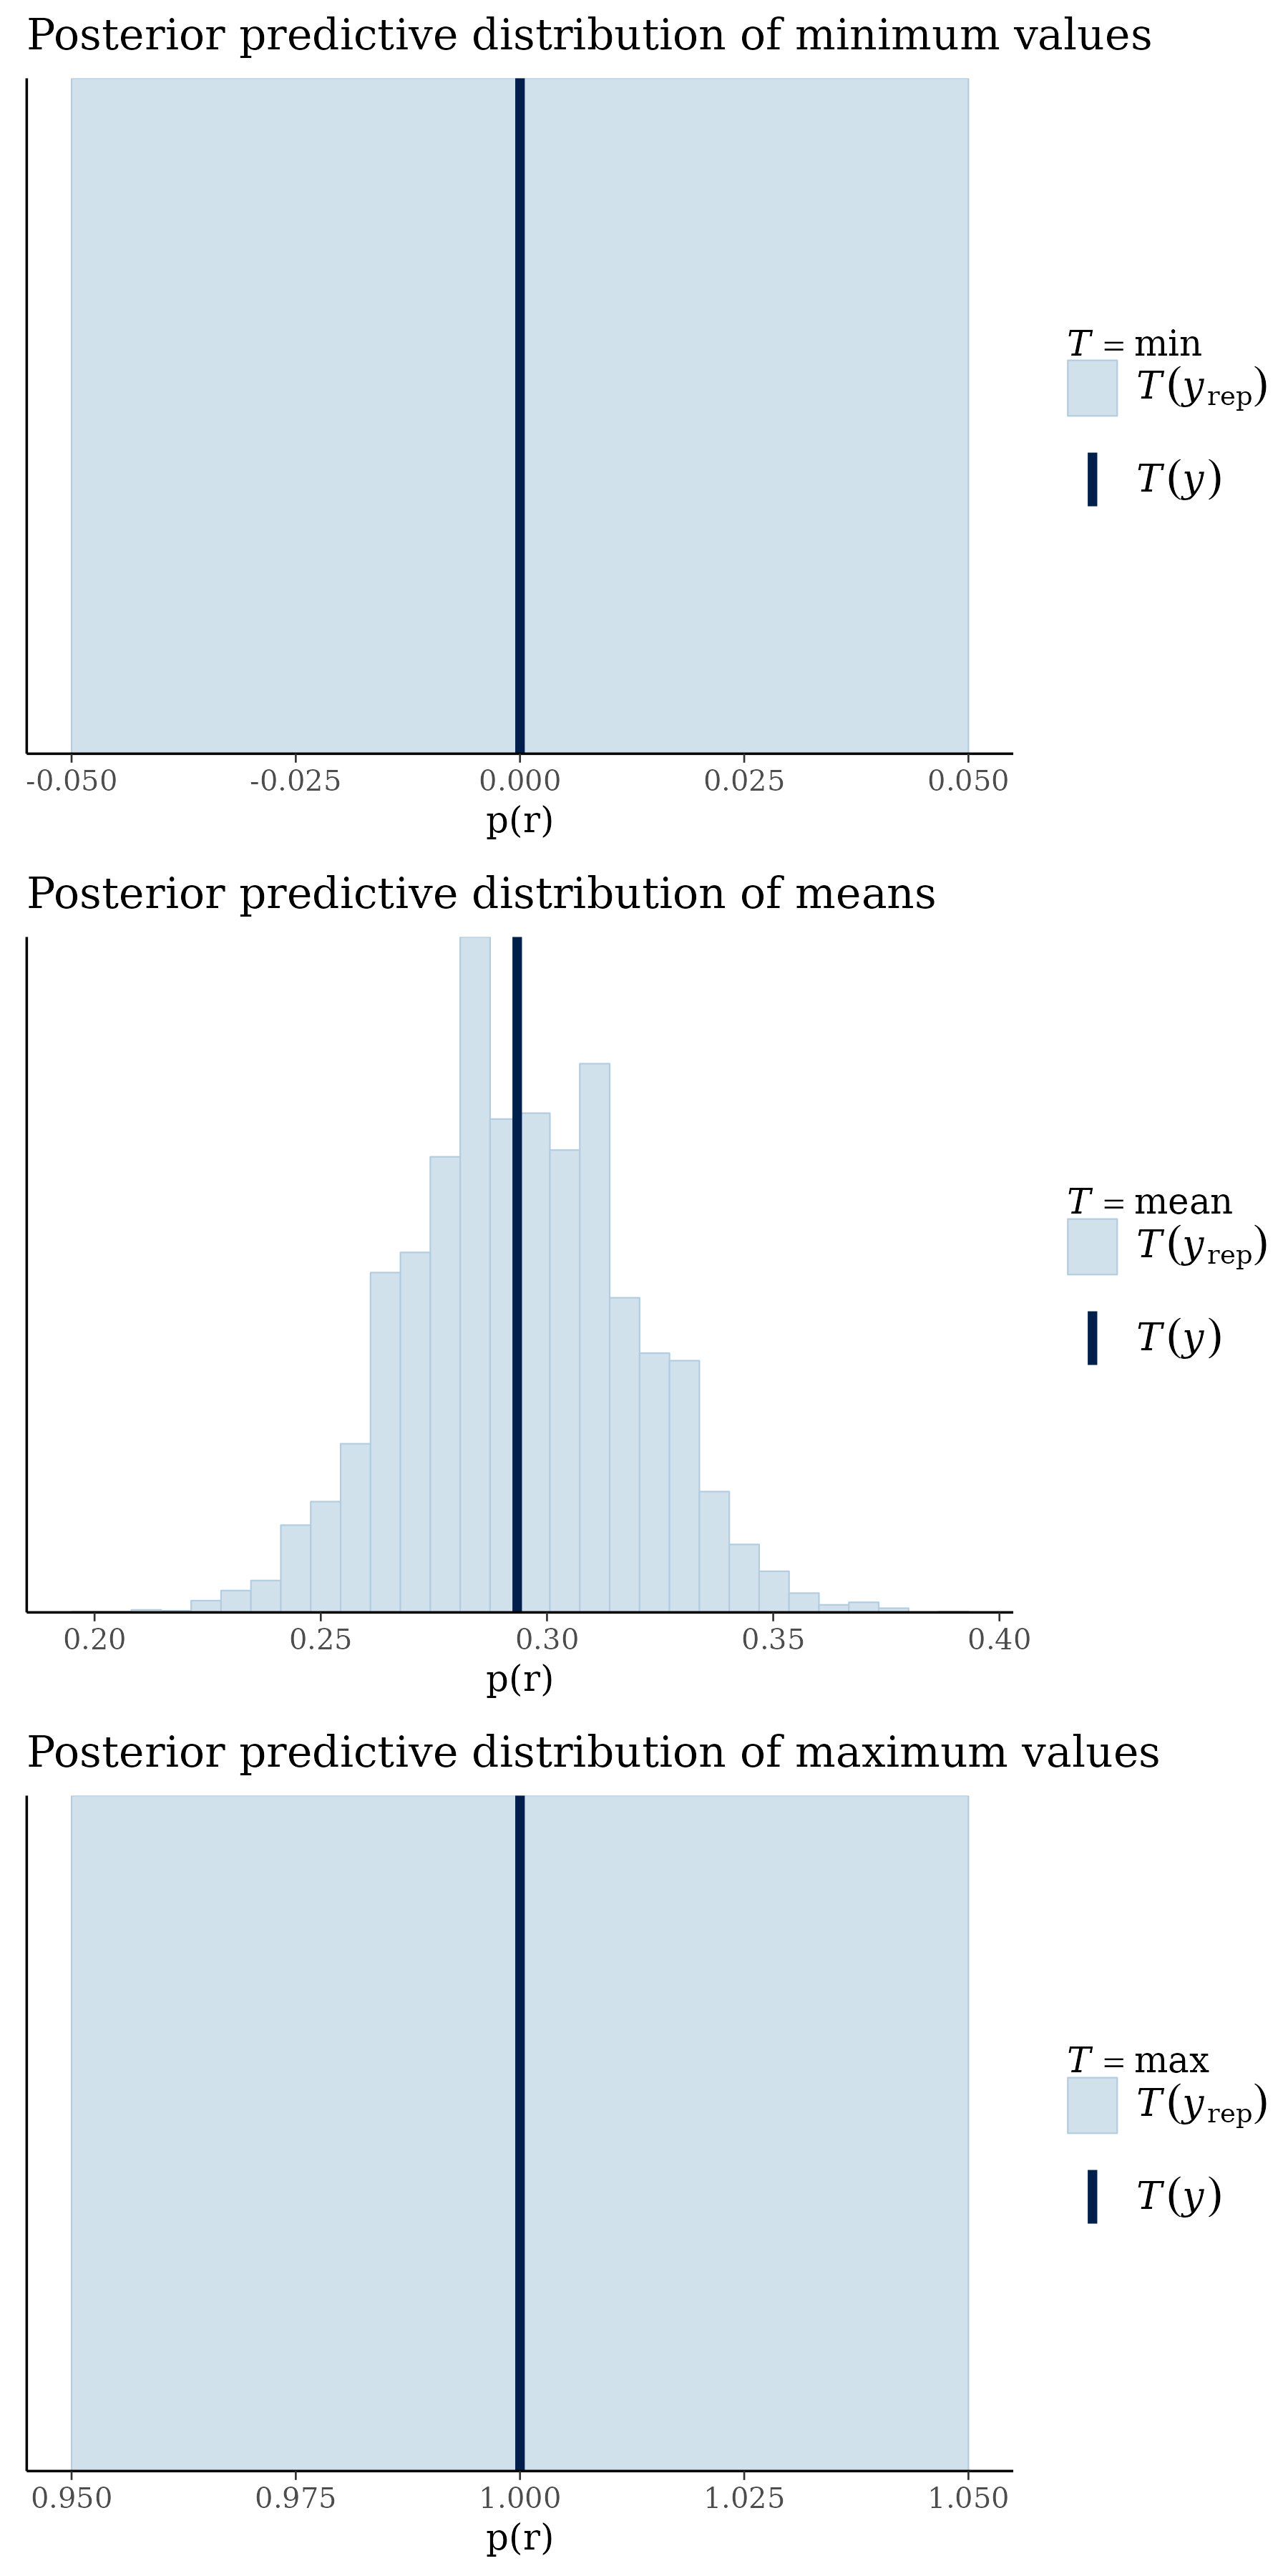 Posterior predictive distribution of minimum values
T = min
T(yrep)
T(y)
-0.050 -0.025 0.000 0.025 0.050
p(r)
Posterior predictive distribution of means
T = mean
T(yrep)
T(y)
0.20 0.25 0.30 0.35 0.40
p(r)
Posterior predictive distribution of maximum values
T = max
T(yrep)
T(y)
0.950 0.975 1.000 1.025 1.050
p(r)